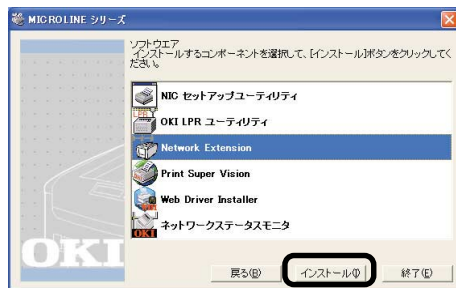 MICROLINE シリーズ
ソフトウエア
インストールするコンポーネントを選択して、[インストール]ボタンをクリックしてく
ださい。
NIC セットアップユーティリティ
LPR
OKI LPR ユーティリティ
Network Extension
Print Super Vision
Web Driver Installer
OKI
ネットワークステータスモニタ
OKI
戻る(B)
インストール(I)
終了(E)